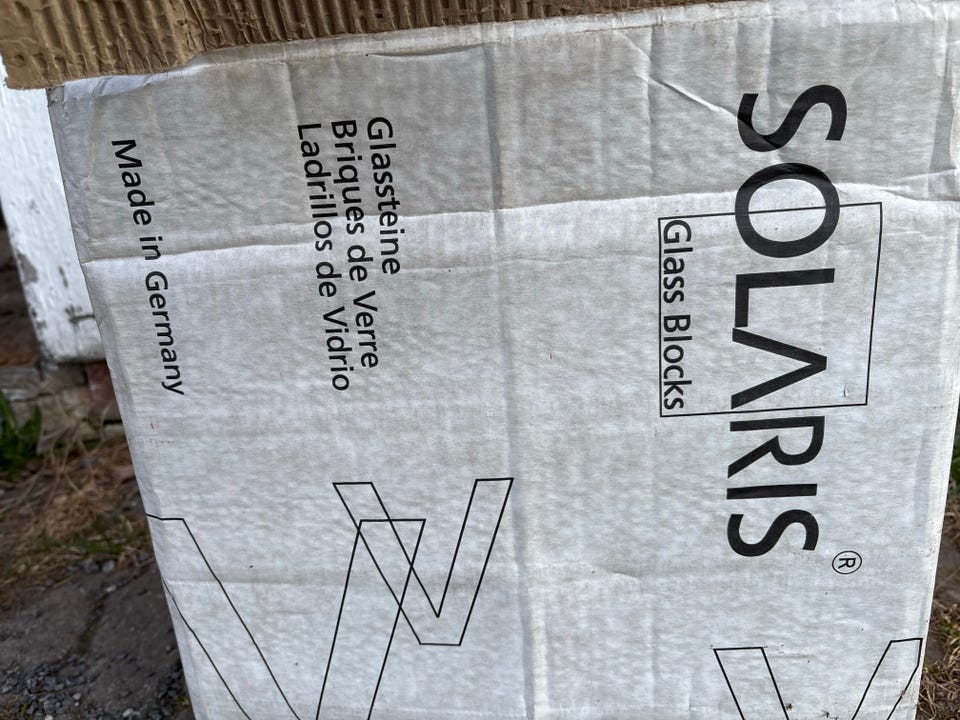 SOLARIS®
Glass Blocks
Glassteine
Briques de Verre
Ladrillos de Vidrio
Made in Germany